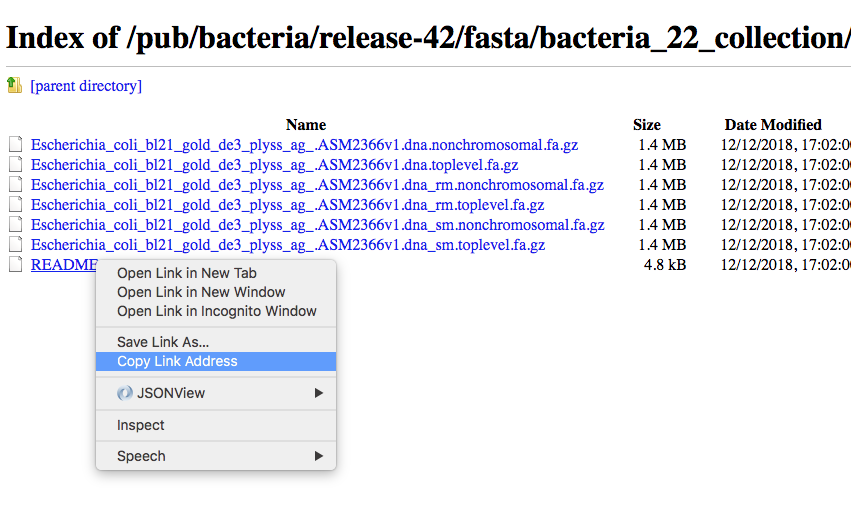 Index of /pub/bacteria/release-42/fasta/bacteria_22_collection/
[parent directory]
Name Size Date Modified
Escherichia_coli_bl21_gold_de3_plyss_ag_.ASM2366v1.dna.nonchromosomal.fa.gz 1.4 MB 12/12/2018, 17:02:0
Escherichia_coli_bl21_gold_de3_plyss_ag_.ASM2366v1.dna.toplevel.fa.gz 1.4 MB 12/12/2018, 17:02:0
Escherichia_coli_bl21_gold_de3_plyss_ag_.ASM2366v1.dna_rm.nonchromosomal.fa.gz 1.4 MB 12/12/2018, 17:02:0
Escherichia_coli_bl21_gold_de3_plyss_ag_.ASM2366v1.dna_rm.toplevel.fa.gz 1.4 MB 12/12/2018, 17:02:0
Escherichia_coli_bl21_gold_de3_plyss_ag_.ASM2366v1.dna_sm.nonchromosomal.fa.gz 1.4 MB 12/12/2018, 17:02:0
Escherichia_coli_bl21_gold_de3_plyss_ag_.ASM2366v1.dna_sm.toplevel.fa.gz 1.4 MB 12/12/2018, 17:02:0
README 4.8 kB 12/12/2018, 17:02:0
Open Link in New Tab
Open Link in New Window
Open Link in Incognito Window
Save Link As...
Copy Link Address
JSONView
Inspect
Speech